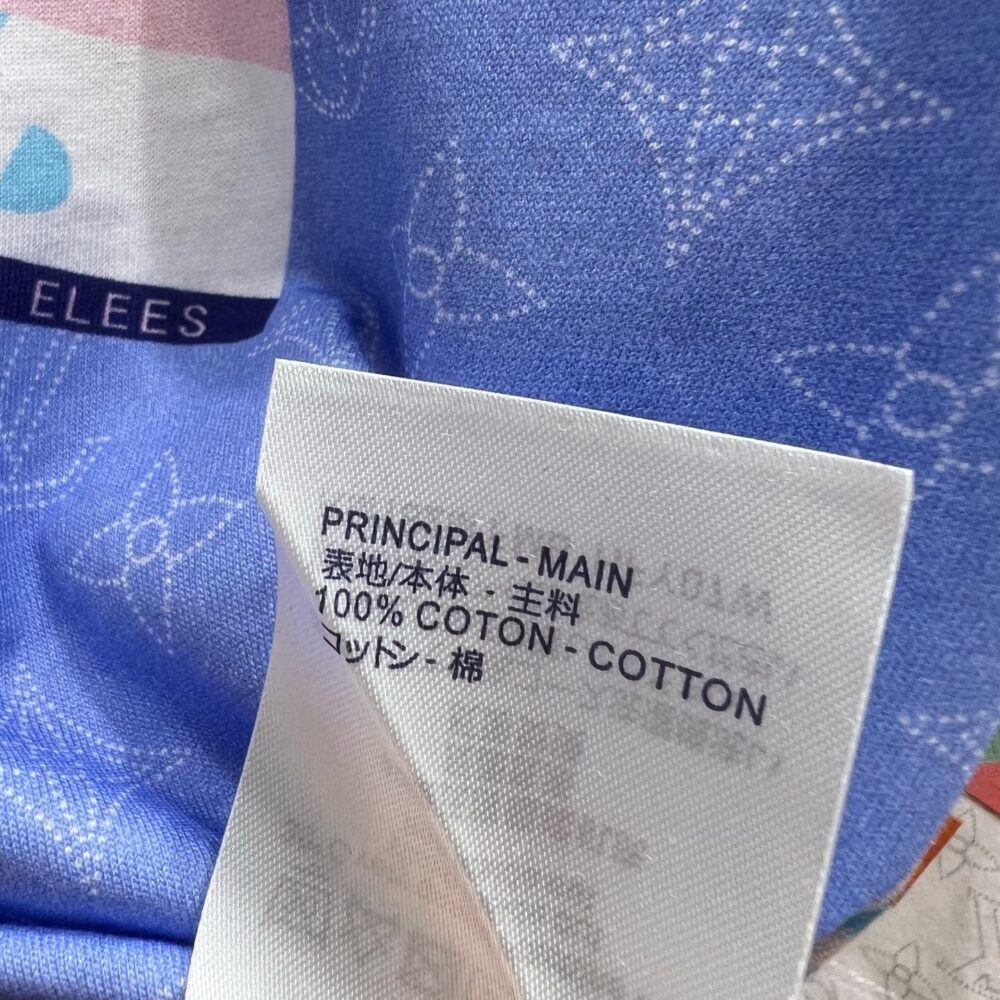 ELEES
PRINCIPAL - MAIN
表地/本体 - 主料
100% COTON - COTTON
コットン - 棉